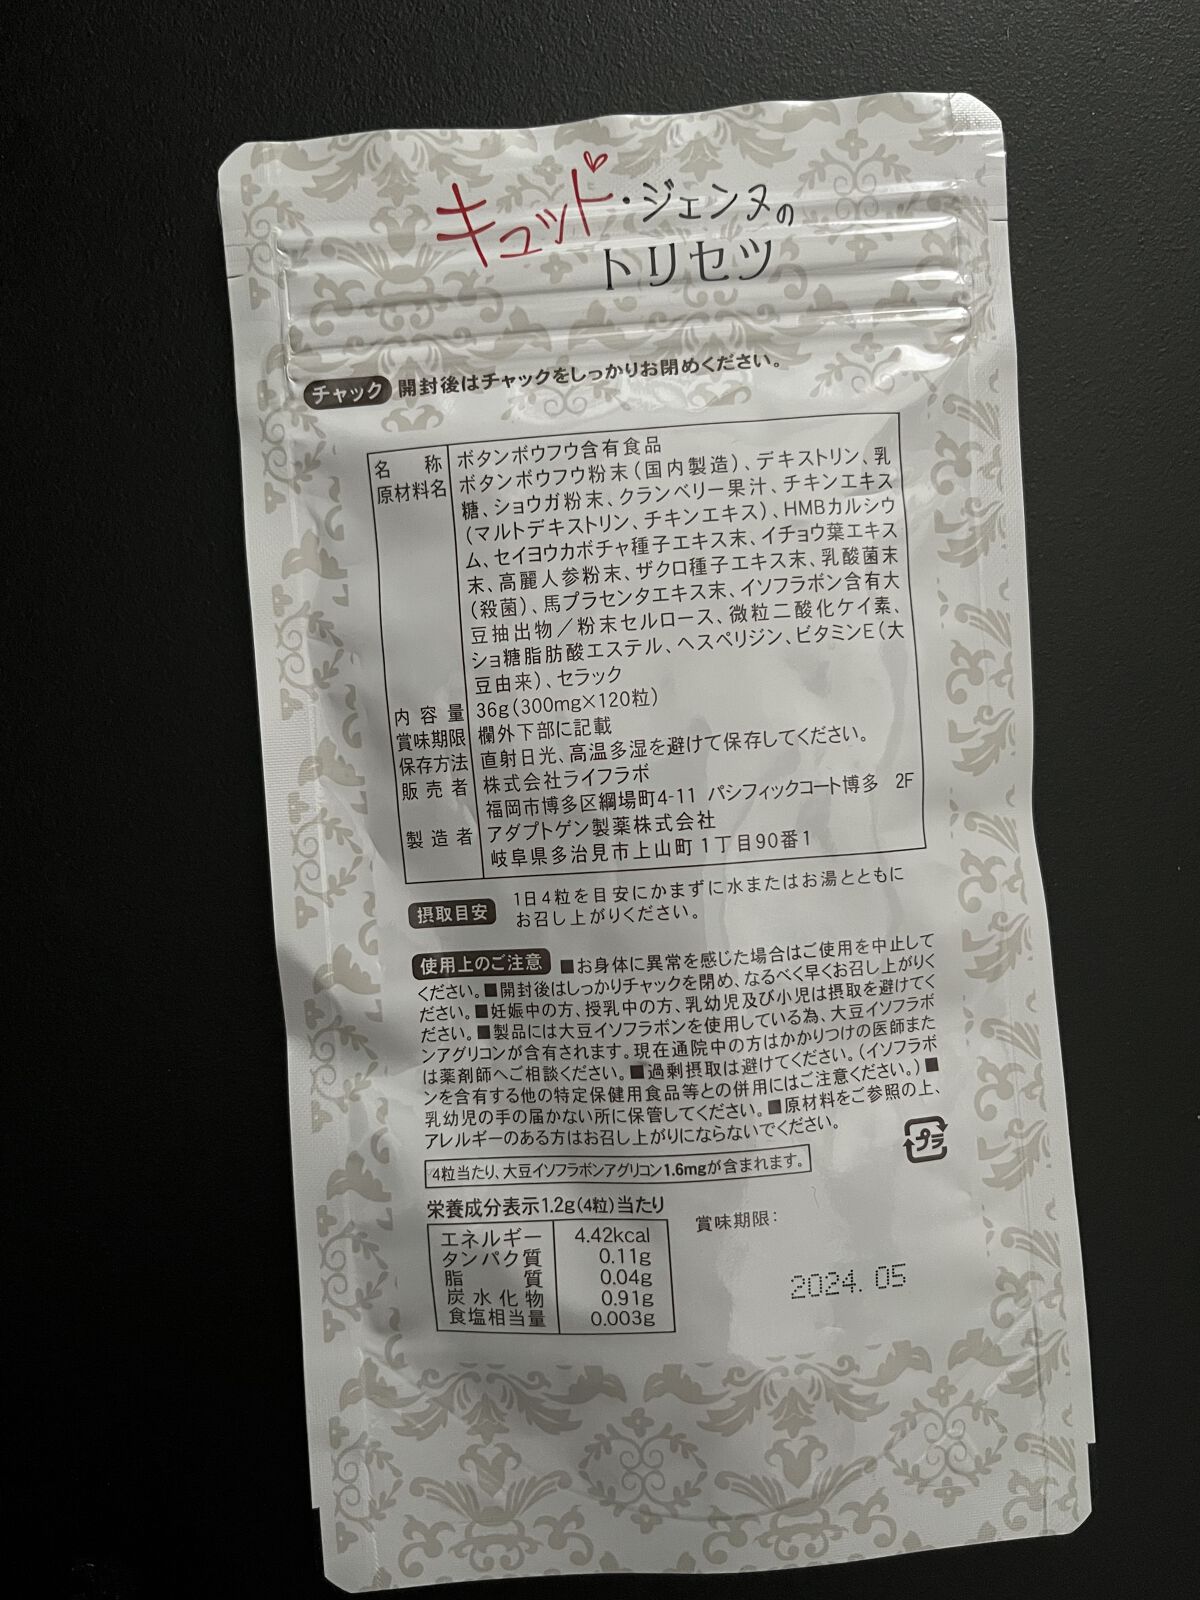 キュッド・ジェンヌの
トリセツ
チャック 開封後はチャックをしっかりお閉めください。
名称 ボタンボウフウ含有食品
原材料名 ボタンボウフウ粉末(国内製造)、デキストリン、乳
糖、ショウガ粉末、クランベリー果汁、チキンエキス
(マルトデキストリン、チキンエキス)、HMBカルシウ
ム、セイヨウカボチャ種子エキス末、イチョウ葉エキス
末、高麗人参粉末、ザクロ種子エキス末、乳酸菌末
(殺菌)、馬プラセンタエキス末、イソフラボン含有大
豆抽出物/粉末セルロース、微粒二酸化ケイ素、
ショ糖脂肪酸エステル、ヘスペリジン、ビタミンE(大
豆由来)、セラック
内容量 36g(300mg×120粒)
賞味期限 欄外下部に記載
保存方法 直射日光、高温多湿を避けて保存してください。
販売者 株式会社ライフラボ
福岡市博多区綱場町4-11 パシフィックコート博多 2F
製造者 アダプトゲン製薬株式会社
岐阜県多治見市上山町1丁目90番1
摂取目安 1日4粒を目安にかまずに水またはお湯とともに
お召し上がりください。
使用上のご注意 ■お身体に異常を感じた場合はご使用を中止して
ください。■開封後はしっかりチャックを閉め、なるべく早くお召し上がりく
ださい。■妊娠中の方、授乳中の方、乳幼児及び小児は摂取を避けてく
ださい。■製品には大豆イソフラボンを使用している為、大豆イソフラボ
ンアグリコンが含有されます。現在通院中の方はかかりつけの医師また
は薬剤師へご相談ください。■過剰摂取は避けてください。(イソフラボ
ンを含有する他の特定保健用食品等との併用にはご注意ください。)■
乳幼児の手の届かない所に保管してください。■原材料をご参照の上、
アレルギーのある方はお召し上がりにならないでください。
プラ
4粒当たり、大豆イソフラボンアグリコン1.6mgが含まれます。
栄養成分表示1.2g(4粒)当たり
エネルギー 4.42kcal
タンパク質 0.11g
脂質 0.04g
炭水化物 0.91g
食塩相当量 0.003g
賞味期限:
2024.05